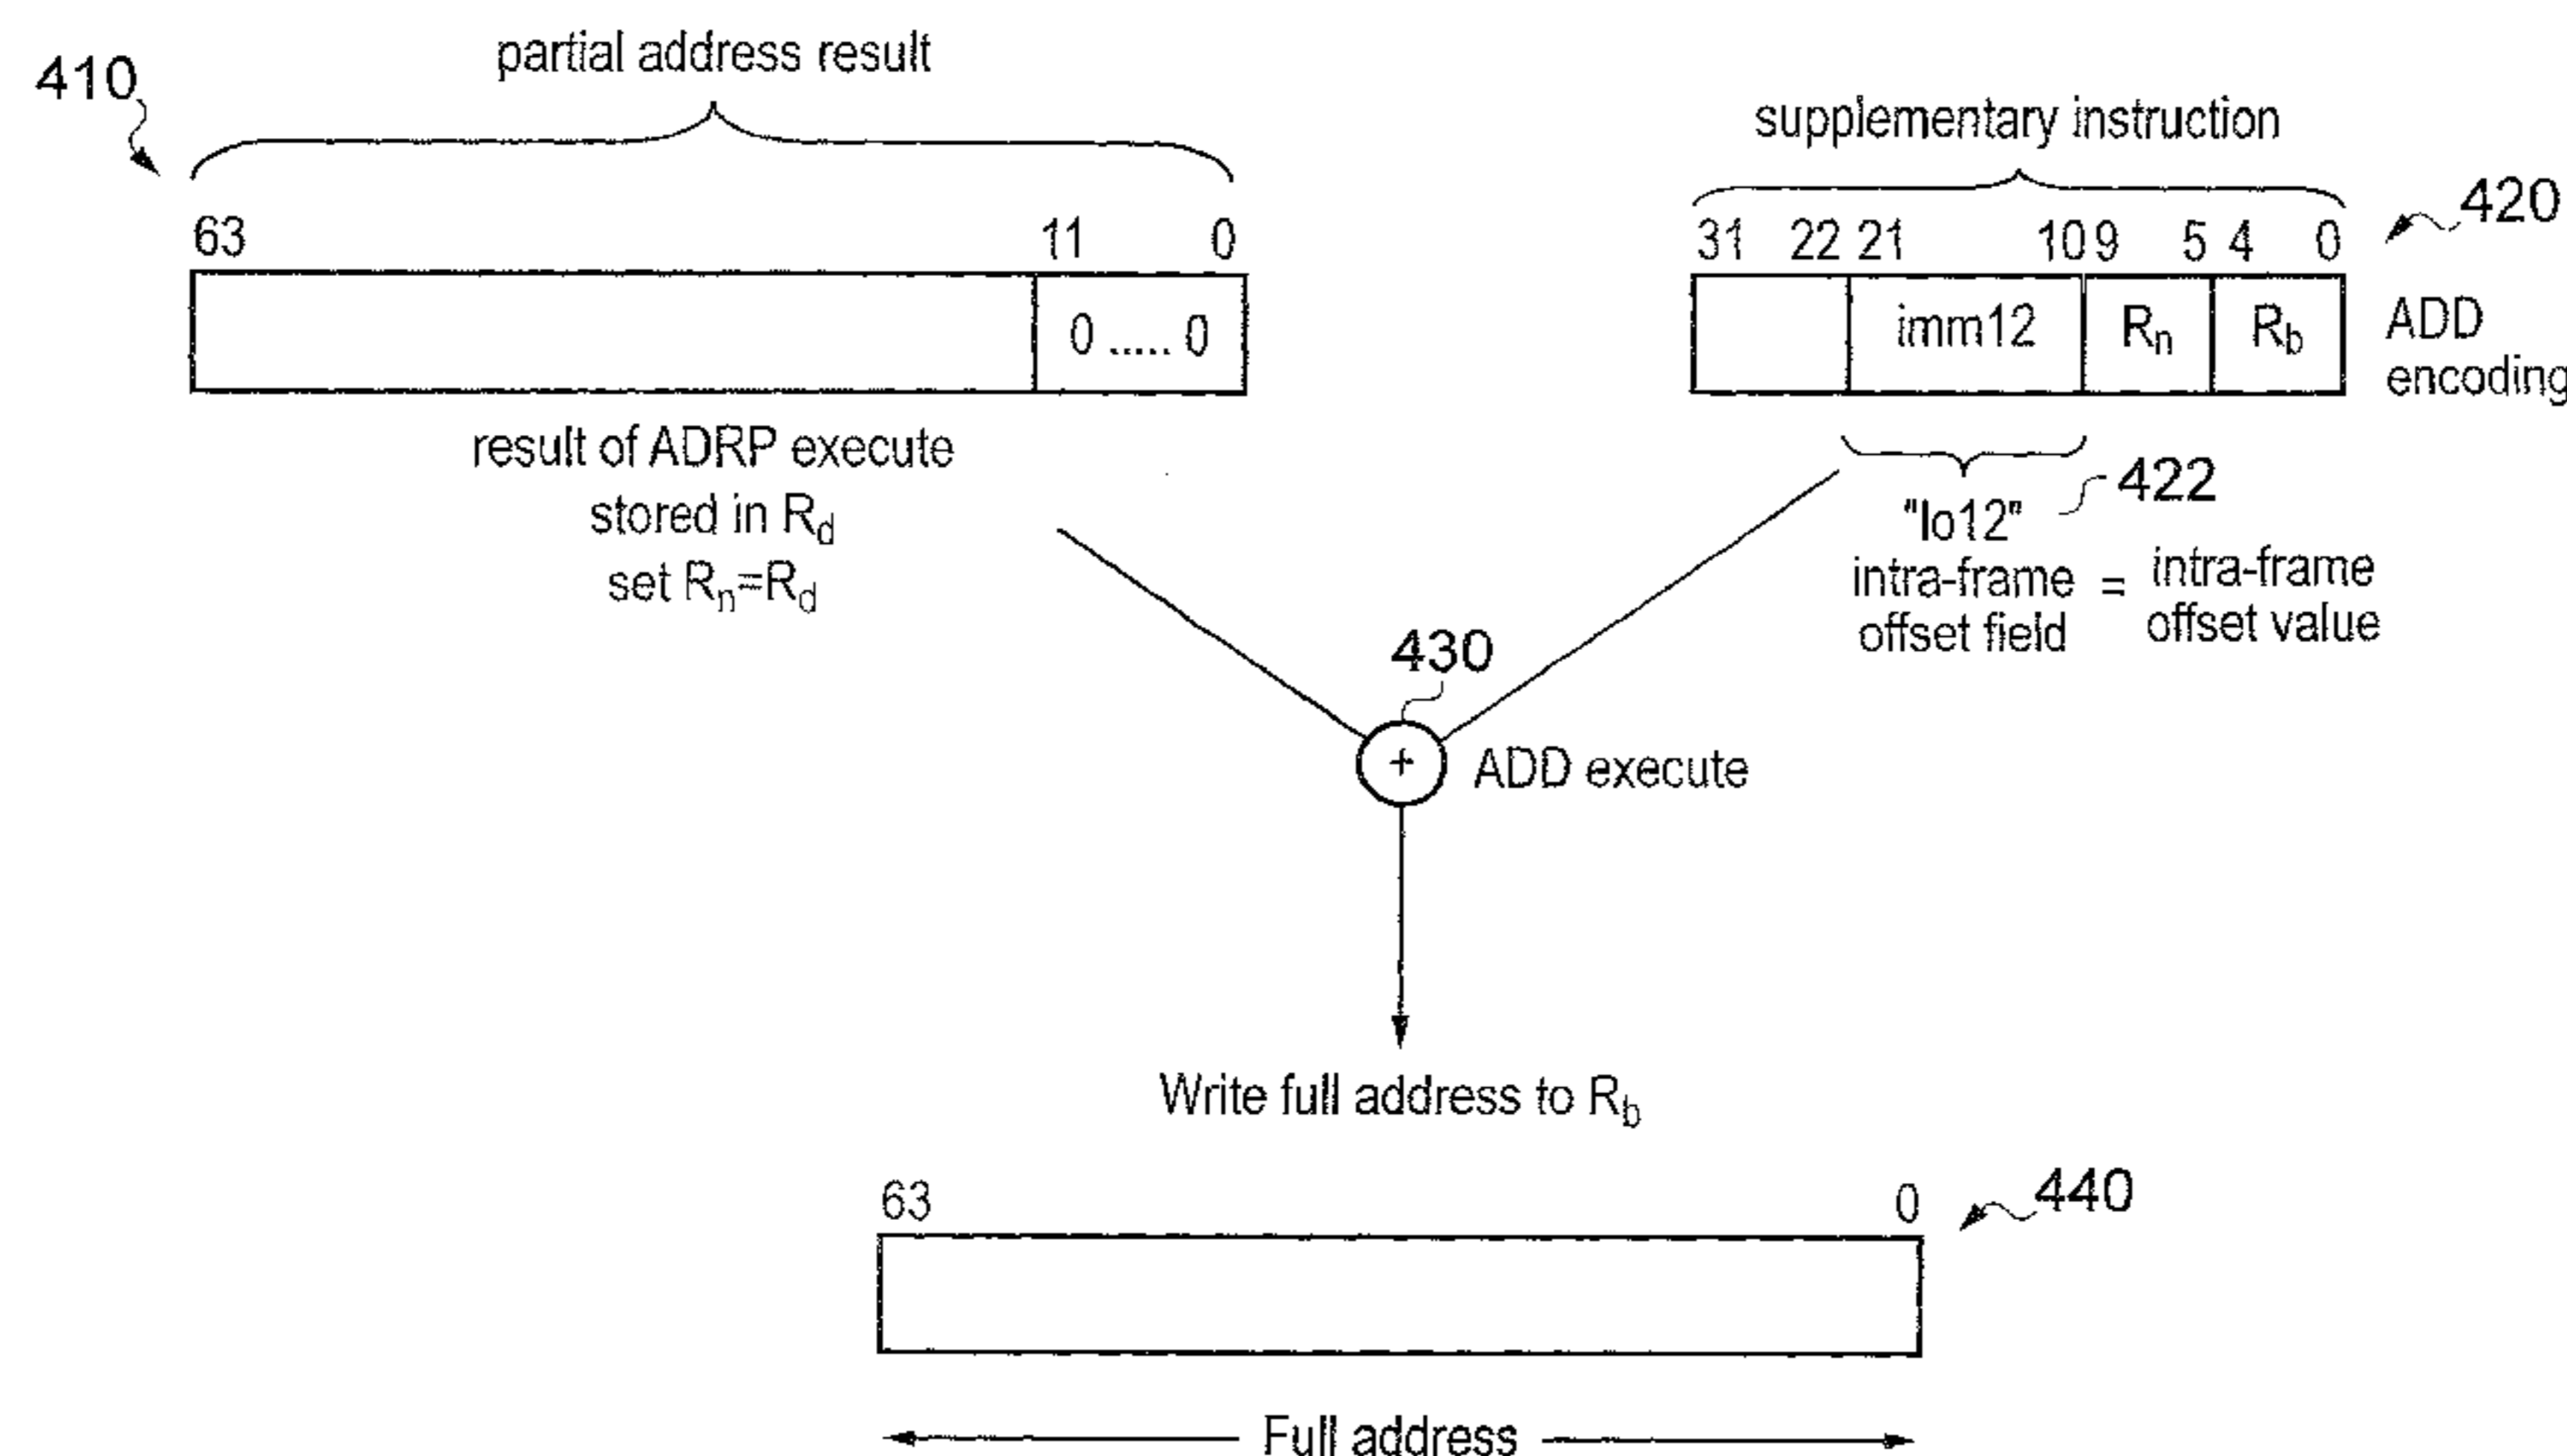 partial address result
410
63 11 0
0 ..... 0
result of ADRP execute
stored in Rd
set Rn=Rd
supplementary instruction
420
31 22 21 10 9 5 4 0
imm12 Rn Rb
ADD
encoding
"lo12"
422
intra-frame
offset field
=
intra-frame
offset value
430
+
ADD execute
Write full address to Rb
63 0
440
Full address